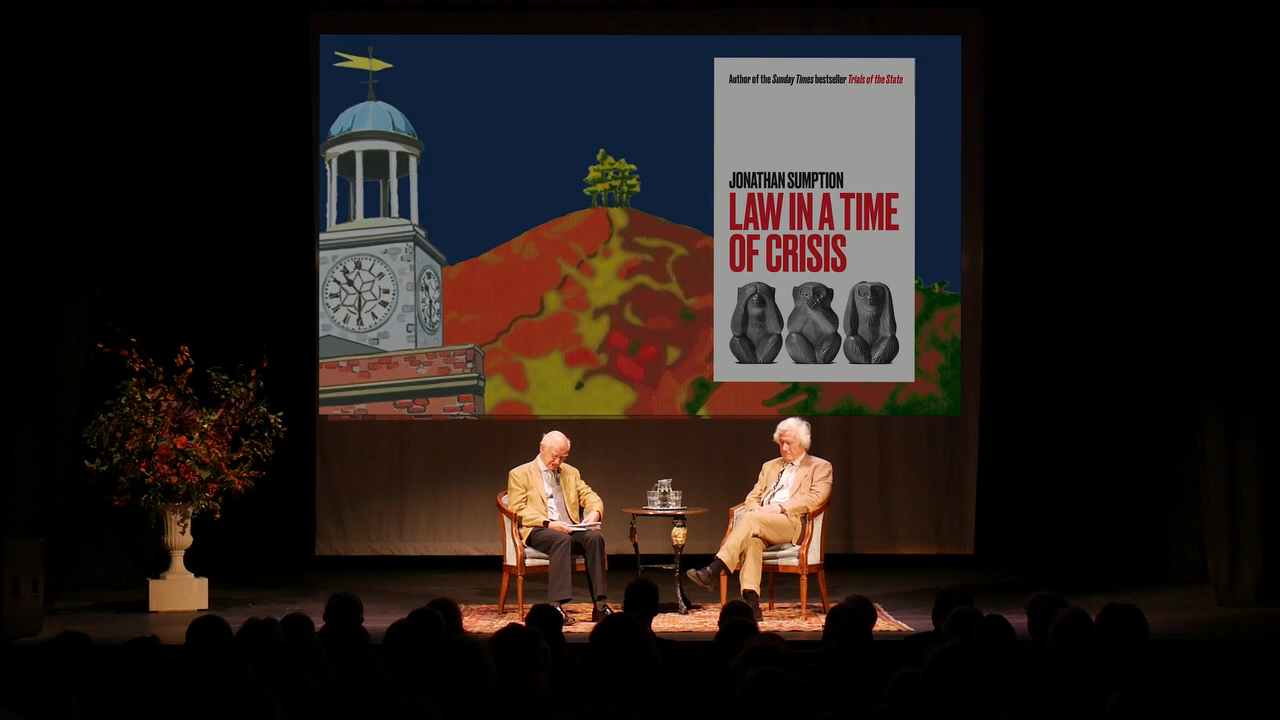 Author of the Sunday Times bestseller Trials of the State
JONATHAN SUMPTION
LAW IN A TIME
OF CRISIS